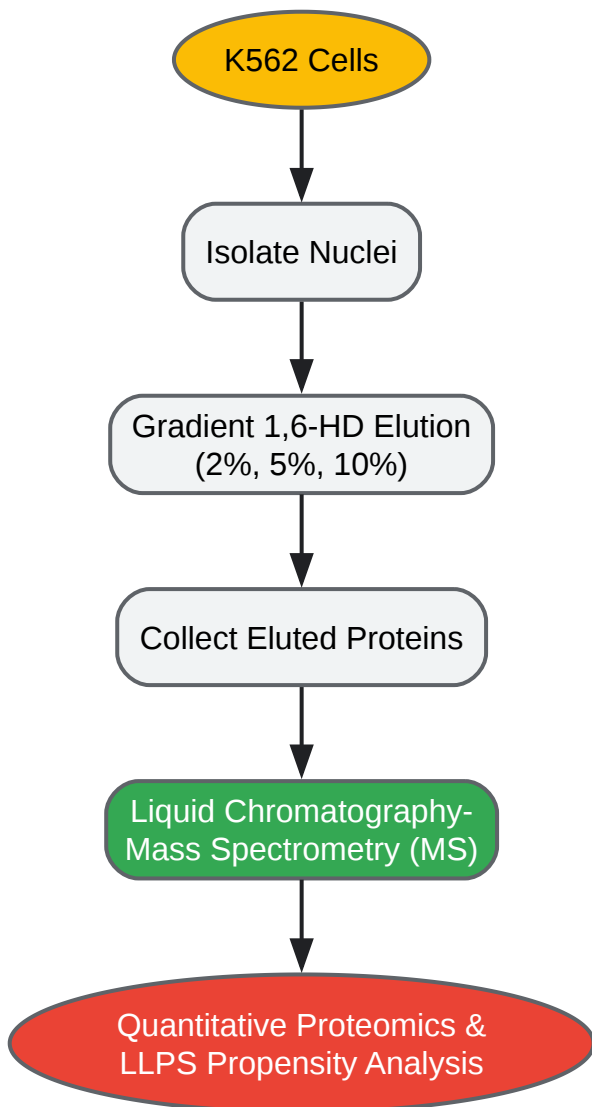 K562 Cells
Isolate Nuclei
Gradient 1,6-HD Elution
(2%, 5%, 10%)
Collect Eluted Proteins
Liquid Chromatography-
Mass Spectrometry (MS)
Quantitative Proteomics &
LLPS Propensity Analysis